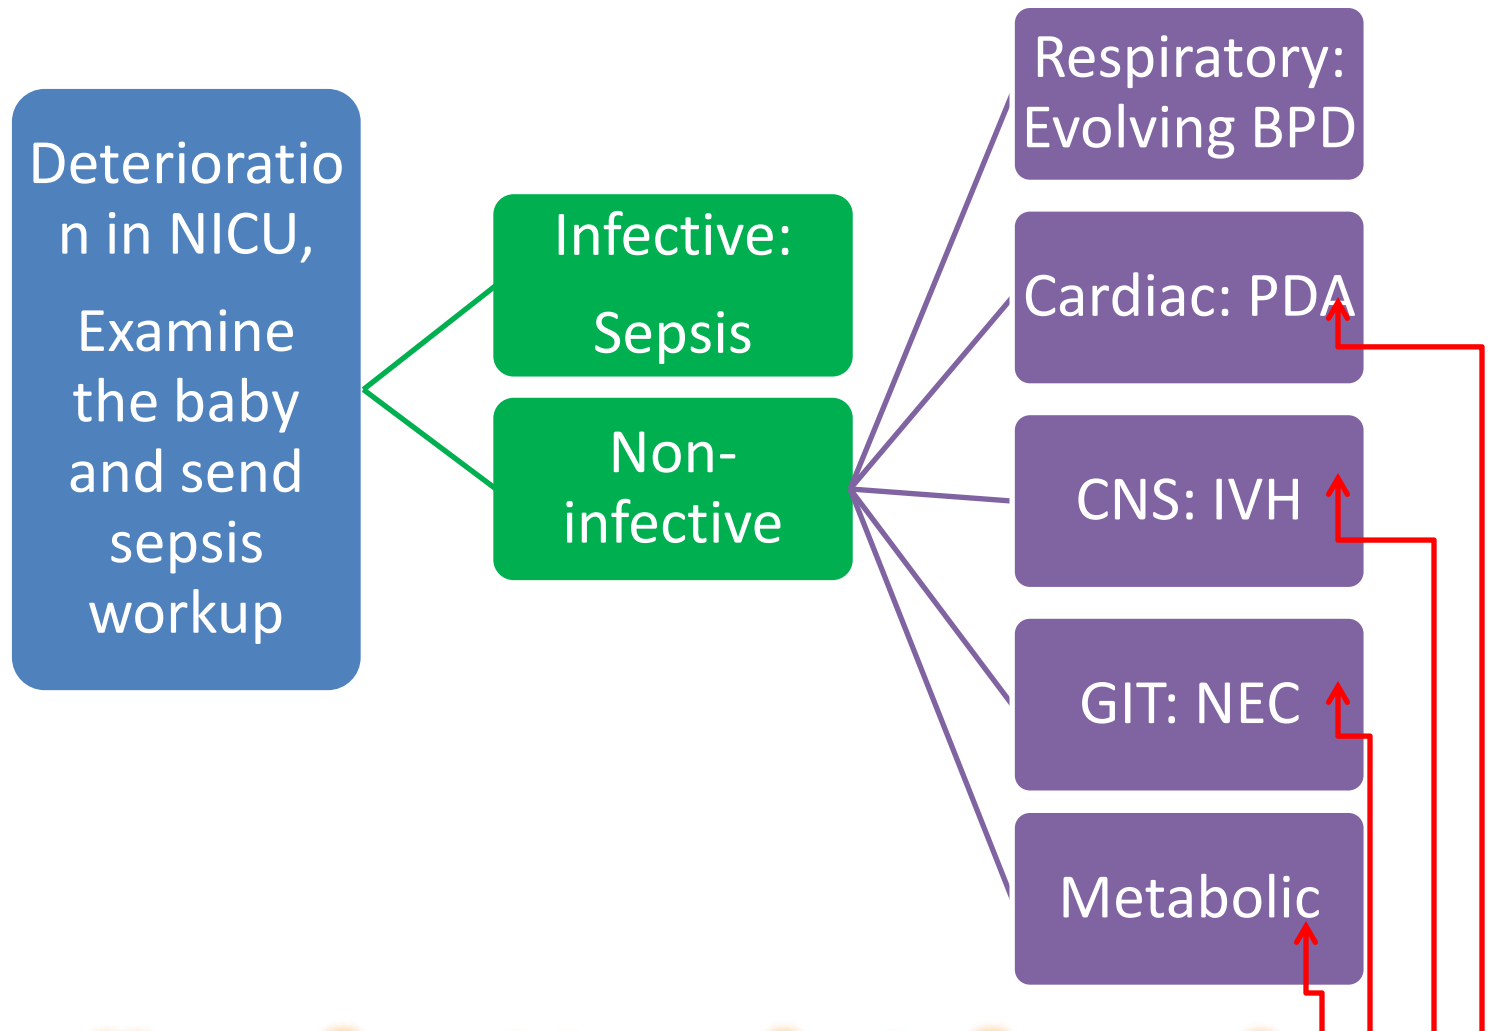 Deterioratio
n in NICU,
Examine
the baby
and send
sepsis
workup
Infective:
Sepsis
Non-
infective
Respiratory:
Evolving BPD
Cardiac: PDA
CNS: IVH
GIT: NEC
Metabolic